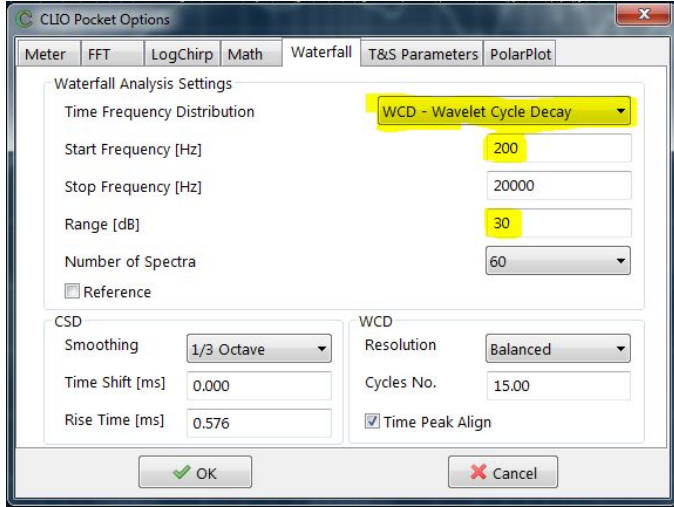 CLIO Pocket Options
Meter FFT LogChirp Math Waterfall T&S Parameters PolarPlot
Waterfall Analysis Settings
Time Frequency Distribution WCD - Wavelet Cycle Decay
Start Frequency [Hz] 200
Stop Frequency [Hz] 20000
Range [dB] 30
Number of Spectra 60
Reference
CSD WCD
Smoothing 1/3 Octave Resolution Balanced
Time Shift [ms] 0.000 Cycles No. 15.00
Rise Time [ms] 0.576 Time Peak Align
OK Cancel